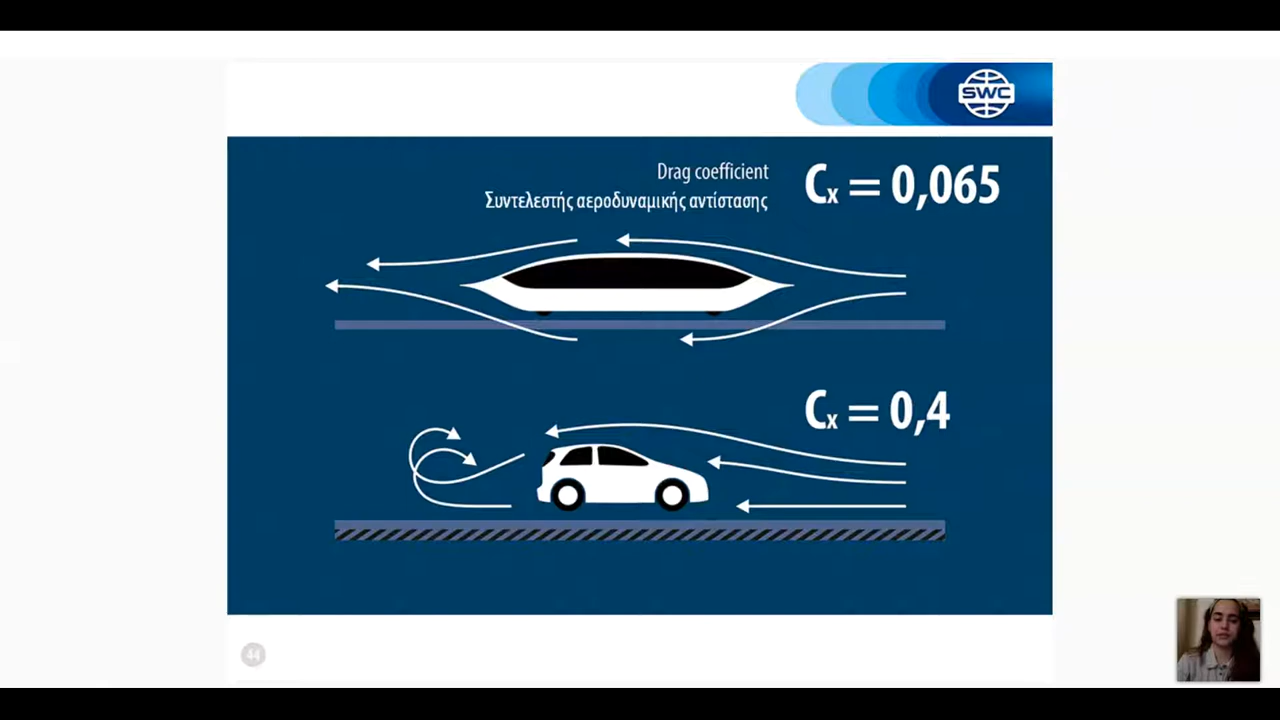 SWC
Drag coefficient
Συντελεστής αεροδυναμικής αντίστασης
Cx = 0,065
Cx = 0,4
44